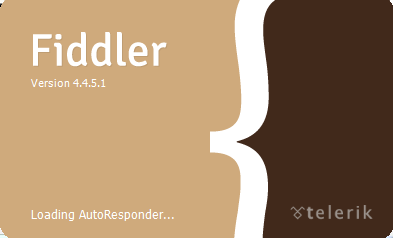 Fiddler
Version 4.4.5.1
Loading AutoResponder...
telerik